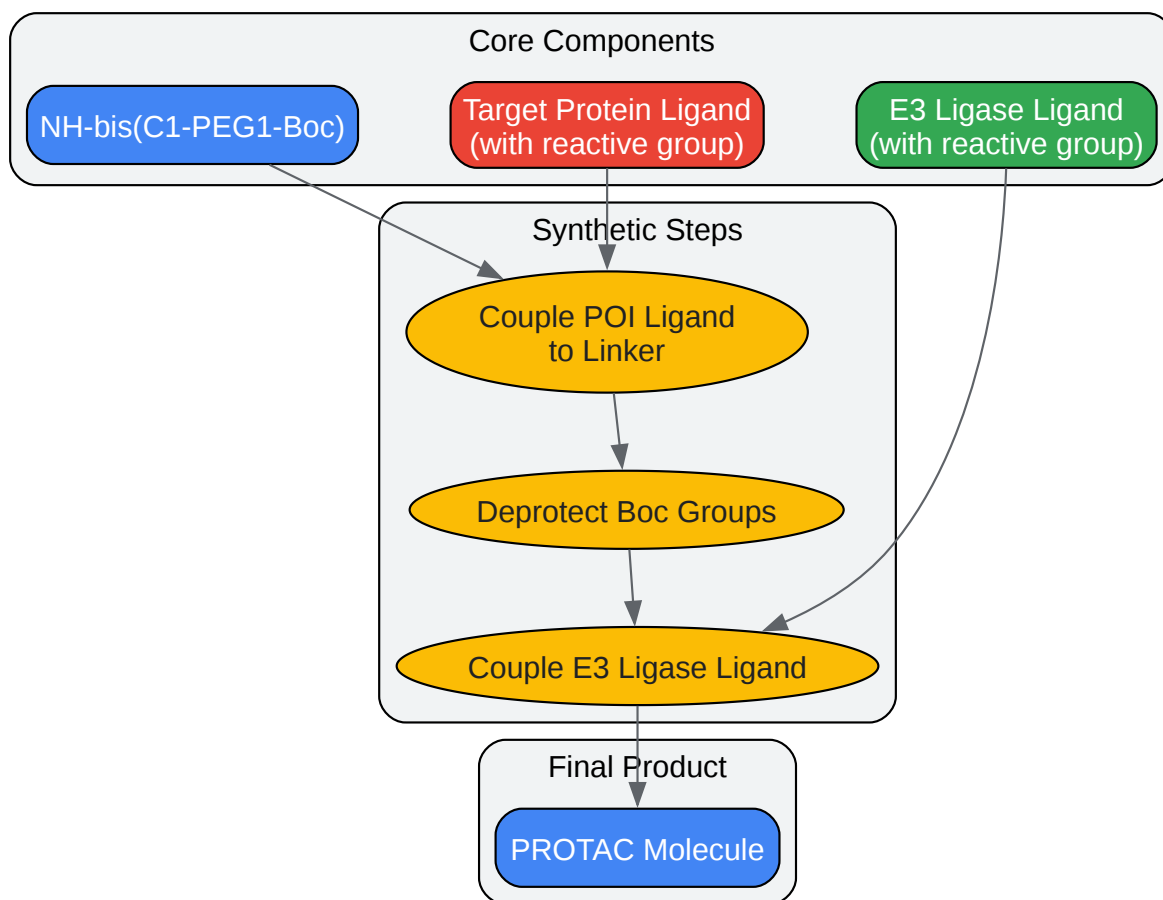 Core Components
NH-bis(C1-PEG1-Boc)
Target Protein Ligand
(with reactive group)
E3 Ligase Ligand
(with reactive group)
Synthetic Steps
Couple POI Ligand
to Linker
Deprotect Boc Groups
Couple E3 Ligase Ligand
Final Product
PROTAC Molecule